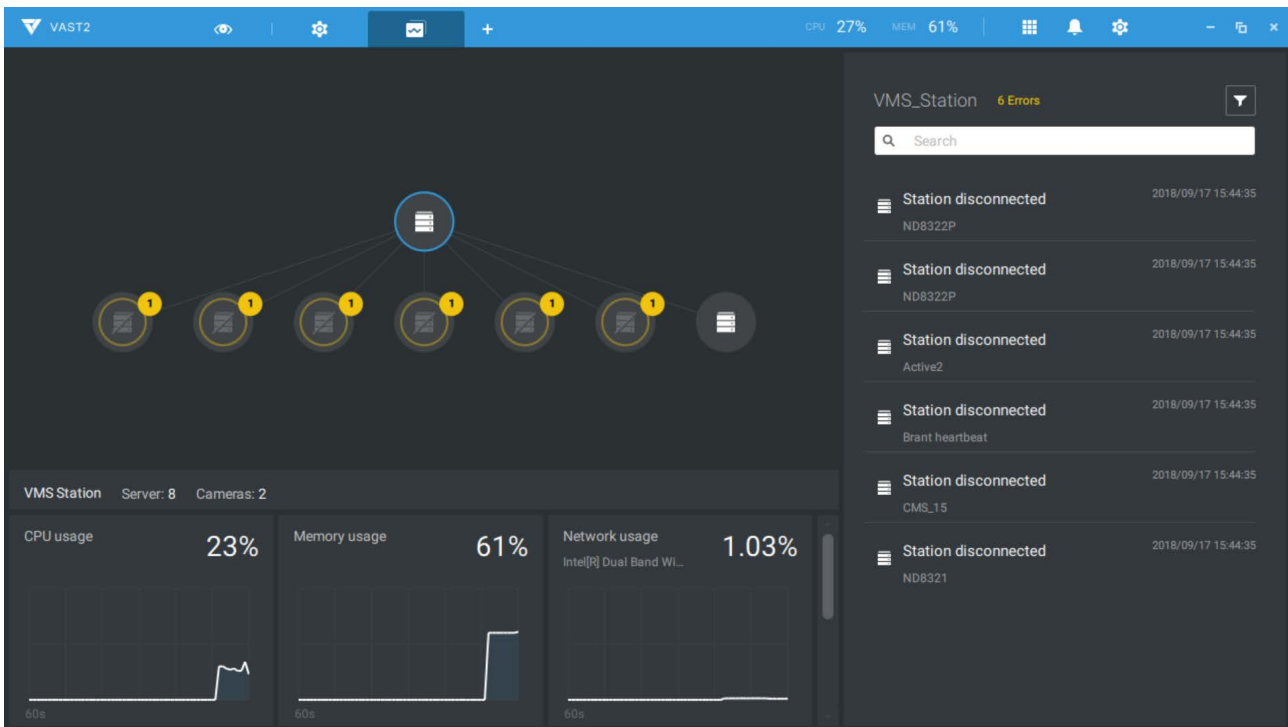 VAST2
CPU 27% MEM 61%
1 1 1 1 1 1
VMS Station Server: 8 Cameras: 2
CPU usage 23%
60s
Memory usage 61%
60s
Network usage 1.03%
Intel[R] Dual Band Wi...
60s
VMS_Station 6 Errors
Search
Station disconnected 2018/09/17 15:44:35
ND8322P
Station disconnected 2018/09/17 15:44:35
ND8322P
Station disconnected 2018/09/17 15:44:35
Active2
Station disconnected 2018/09/17 15:44:35
Brant heartbeat
Station disconnected 2018/09/17 15:44:35
CMS_15
Station disconnected 2018/09/17 15:44:35
ND8321